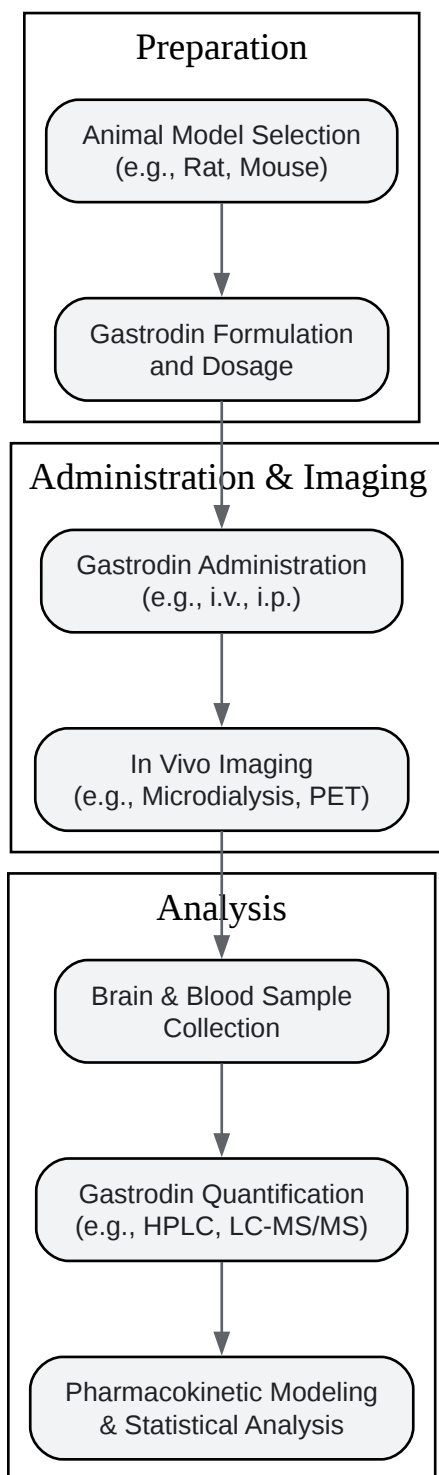 Preparation
Animal Model Selection
(e.g., Rat, Mouse)
Gastrodin Formulation
and Dosage
Administration & Imaging
Gastrodin Administration
(e.g., i.v., i.p.)
In Vivo Imaging
(e.g., Microdialysis, PET)
Analysis
Brain & Blood Sample
Collection
Gastrodin Quantification
(e.g., HPLC, LC-MS/MS)
Pharmacokinetic Modeling
& Statistical Analysis